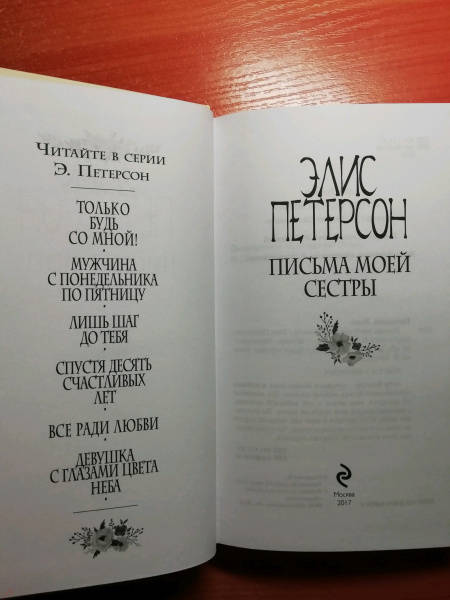 Читайте в серии
Э. Петерсон
ТОЛЬКО
БУДЬ
СО МНОЙ!
•
МУЖЧИНА
С ПОНЕДЕЛЬНИКА
ПО ПЯТНИЦУ
•
ЛИШЬ ШАГ
ДО ТЕБЯ
•
СПУСТЯ ДЕСЯТЬ
СЧАСТЛИВЫХ
ЛЕТ
•
ВСЕ РАДИ ЛЮБВИ
•
ДЕВУШКА
С ГЛАЗАМИ ЦВЕТА
НЕБА
•
ЭЛИС
ПЕТЕРСОН
ПИСЬМА МОЕЙ
СЕСТРЫ
Москва
2017